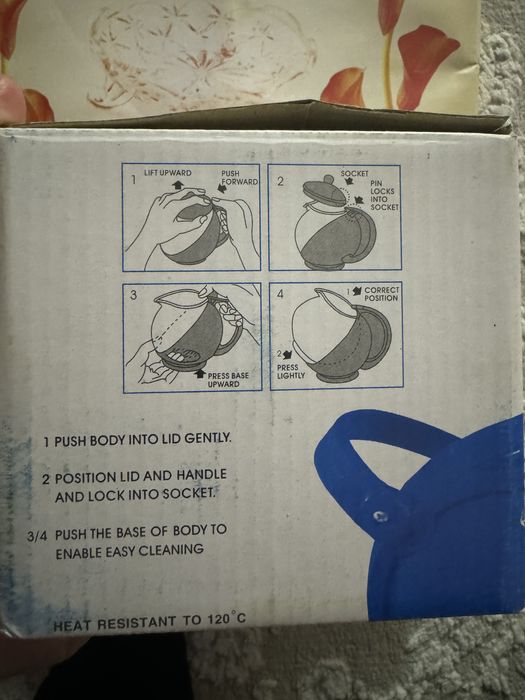 1
LIFT UPWARD
PUSH
FORWARD
2
SOCKET
PIN
LOCKS
INTO
SOCKET
3
PRESS BASE
UPWARD
4
1
CORRECT
POSITION
2
PRESS
LIGHTLY
1 PUSH BODY INTO LID GENTLY.
2 POSITION LID AND HANDLE
AND LOCK INTO SOCKET.
3/4 PUSH THE BASE OF BODY TO
ENABLE EASY CLEANING
HEAT RESISTANT TO 120°C